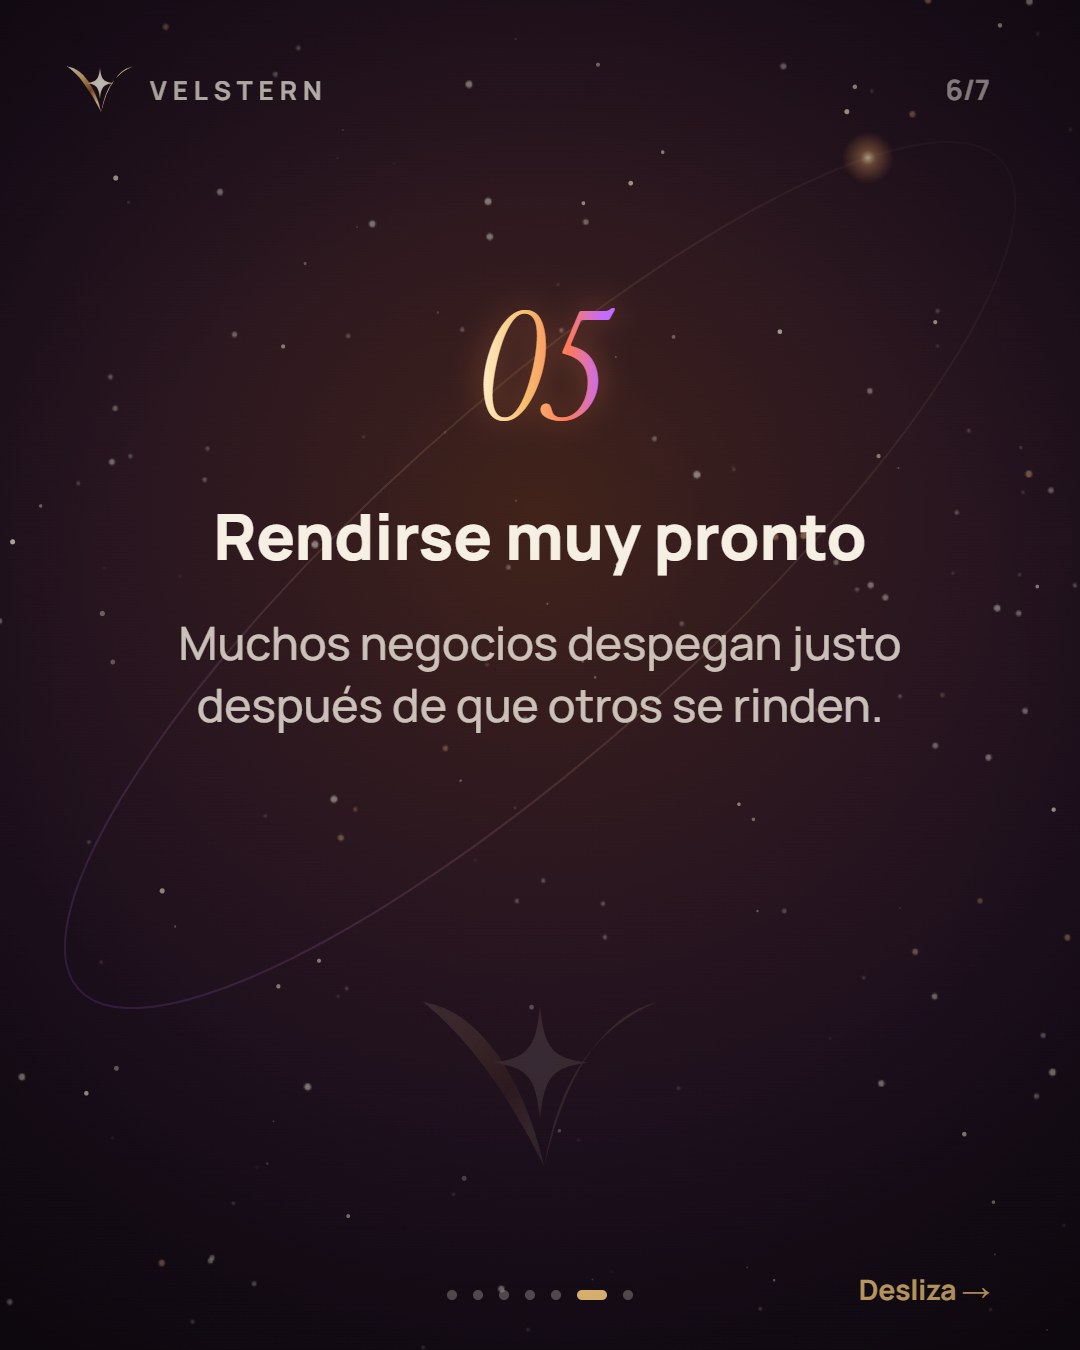 VELSTERN
6/7
05
Rendirse muy pronto
Muchos negocios despegan justo
después de que otros se rinden.
Desliza →